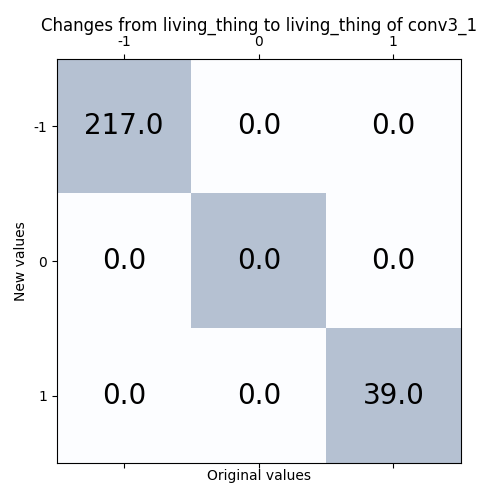 Changes from living_thing to living_thing of conv3_1
-1 0 1
-1 217.0 0.0 0.0
0 0.0 0.0 0.0
1 0.0 0.0 39.0
New values
Original values